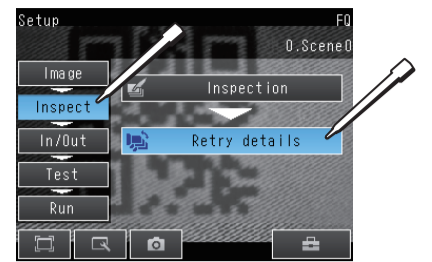 Setup
FQ
0.Scene0
Image
Inspect
In/Out
Test
Run
Inspection
Retry details